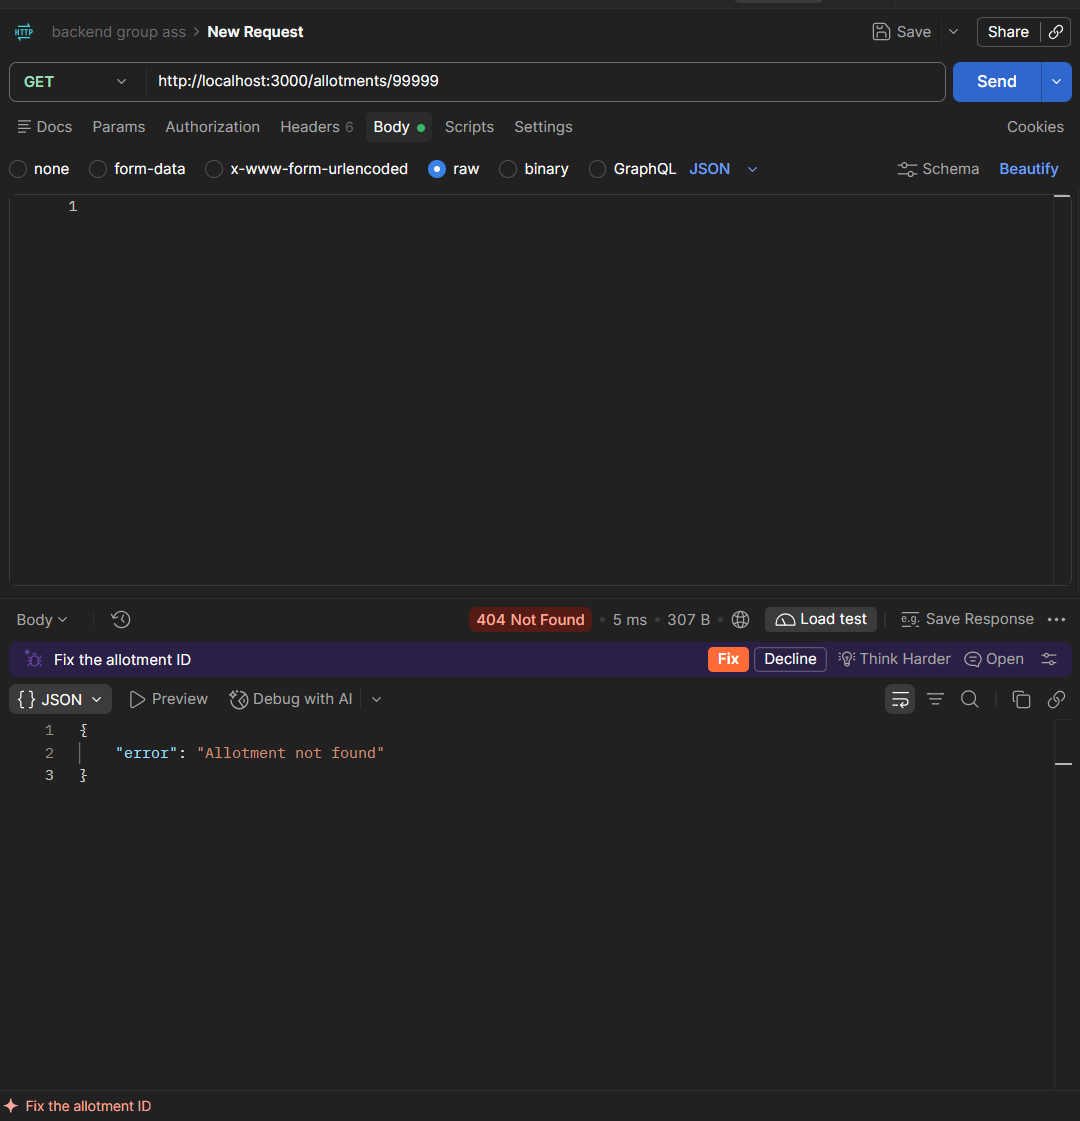 HTTP backend group ass > New Request Save Share
GET http://localhost:3000/allotments/99999 Send
Docs Params Authorization Headers 6 Body Scripts Settings Cookies
none form-data x-www-form-urlencoded raw binary GraphQL JSON Schema Beautify
1
Body 404 Not Found • 5 ms • 307 B • Load test e.g. Save Response
Fix the allotment ID Fix Decline Think Harder Open
{} JSON Preview Debug with AI
1 {
2 "error": "Allotment not found"
3 }
Fix the allotment ID